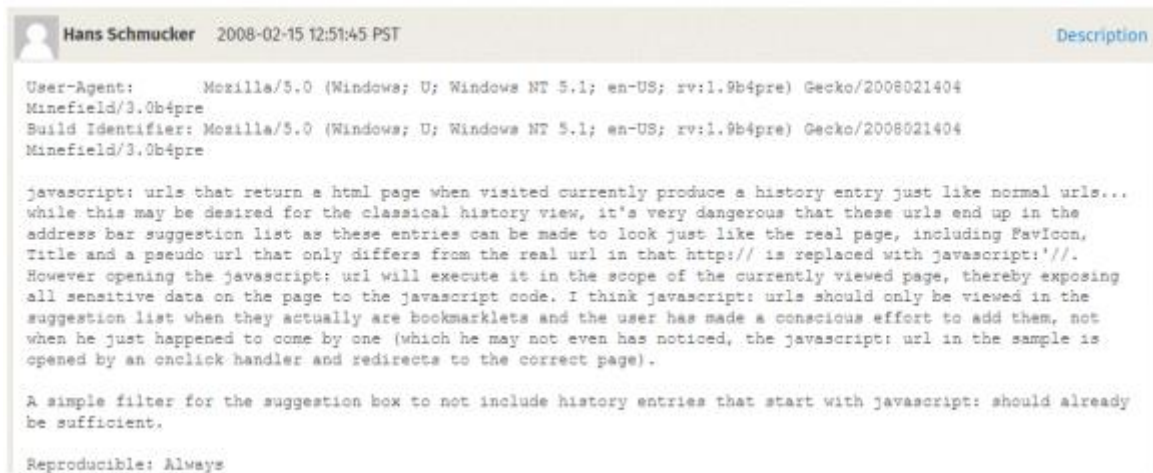 Hans Schmucker 2008-02-15 12:51:45 PST Description
User-Agent: Mozilla/5.0 (Windows; U; Windows NT 5.1; en-US; rv:1.9b4pre) Gecko/2008021404
Minefield/3.0b4pre
Build Identifier: Mozilla/5.0 (Windows; U; Windows NT 5.1; en-US; rv:1.9b4pre) Gecko/2008021404
Minefield/3.0b4pre
javascript: urls that return a html page when visited currently produce a history entry just like normal urls...
while this may be desired for the classical history view, it's very dangerous that these urls end up in the
address bar suggestion list as these entries can be made to look just like the real page, including FavIcon,
Title and a pseudo url that only differs from the real url in that http:// is replaced with javascript:'//.
However opening the javascript: url will execute it in the scope of the currently viewed page, thereby exposing
all sensitive data on the page to the javascript code. I think javascript: urls should only be viewed in the
suggestion list when they actually are bookmarklets and the user has made a conscious effort to add them, not
when he just happened to come by one (which he may not even has noticed, the javascript: url in the sample is
opened by an onclick handler and redirects to the correct page).
A simple filter for the suggestion box to not include history entries that start with javascript: should already
be sufficient.
Reproducible: Always